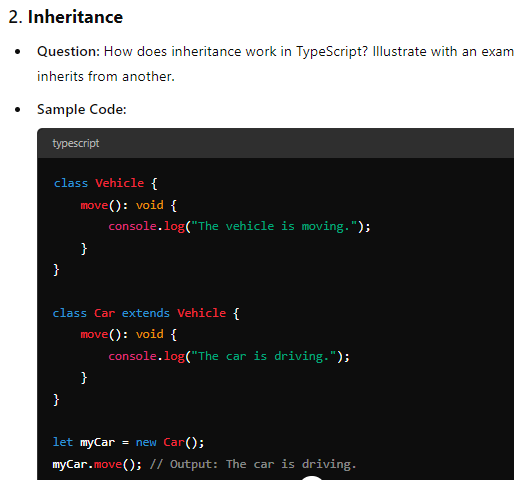 2. Inheritance
Question: How does inheritance work in TypeScript? Illustrate with an exam
inherits from another.
Sample Code:
typescript
class Vehicle {
    move(): void {
        console.log("The vehicle is moving.");
    }
}
class Car extends Vehicle {
    move(): void {
        console.log("The car is driving.");
    }
}
let myCar = new Car();
myCar.move(); // Output: The car is driving.